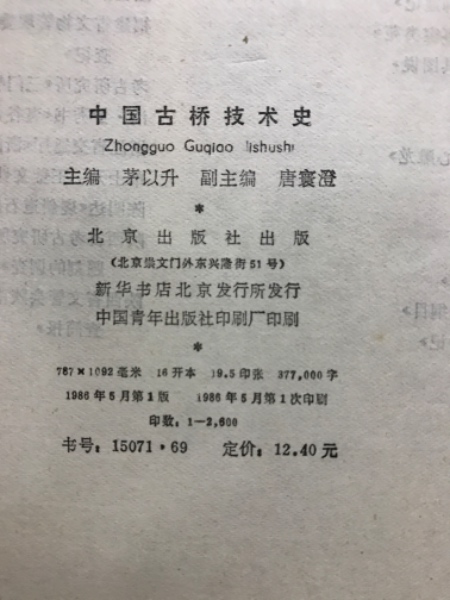 中国古桥技术史
Zhongguo Guqiao Jishushi
主编 茅以升 副主编 唐寰澄
*
北京出版社出版
（北京崇文门外东兴隆街51号）
新华书店北京发行所发行
中国青年出版社印刷厂印刷
*
787×1092毫米 16开本 19.5印张 377,000字
1986年5月第1版 1986年5月第1次印刷
印数：1—2,600
书号：15071·69 定价：12.40元